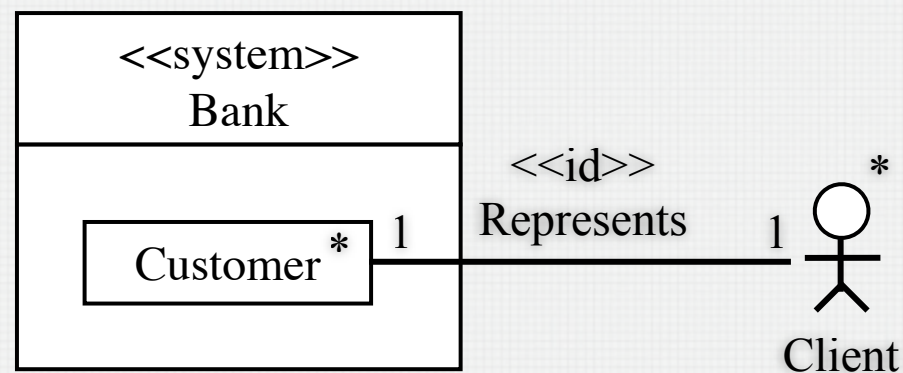 <<system>>
Bank
<<id>>
Represents
Customer *
1
1
*
Client